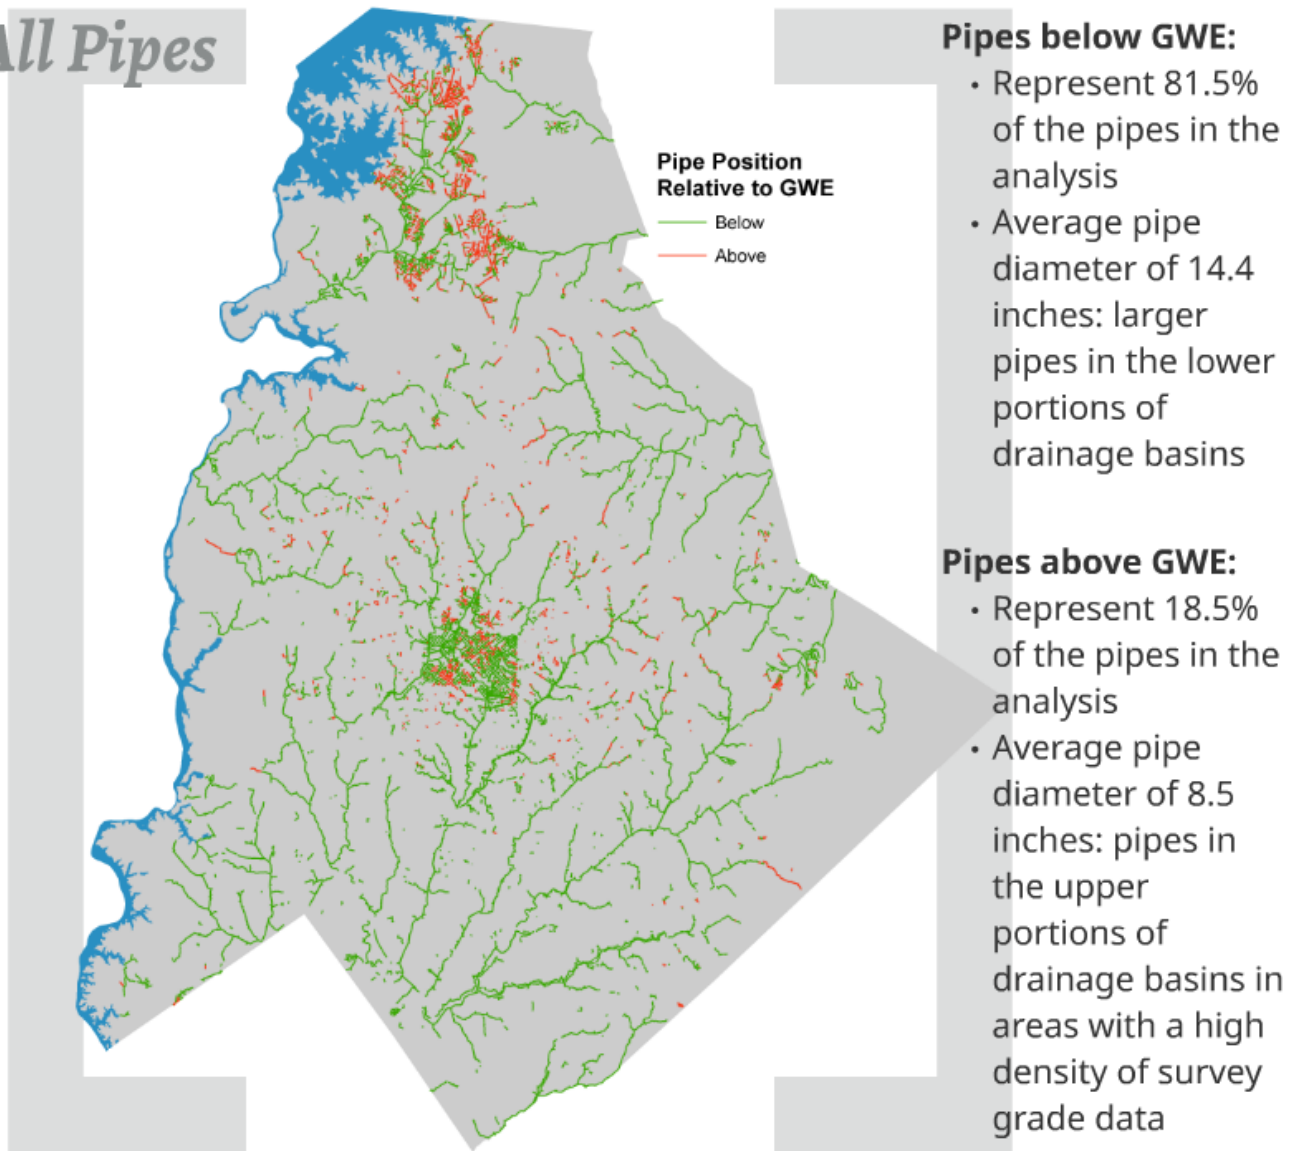 All Pipes
Pipe Position
Relative to GWE
Below
Above
Pipes below GWE:
• Represent 81.5%
of the pipes in the
analysis
• Average pipe
diameter of 14.4
inches: larger
pipes in the lower
portions of
drainage basins
Pipes above GWE:
• Represent 18.5%
of the pipes in the
analysis
• Average pipe
diameter of 8.5
inches: pipes in
the upper
portions of
drainage basins in
areas with a high
density of survey
grade data